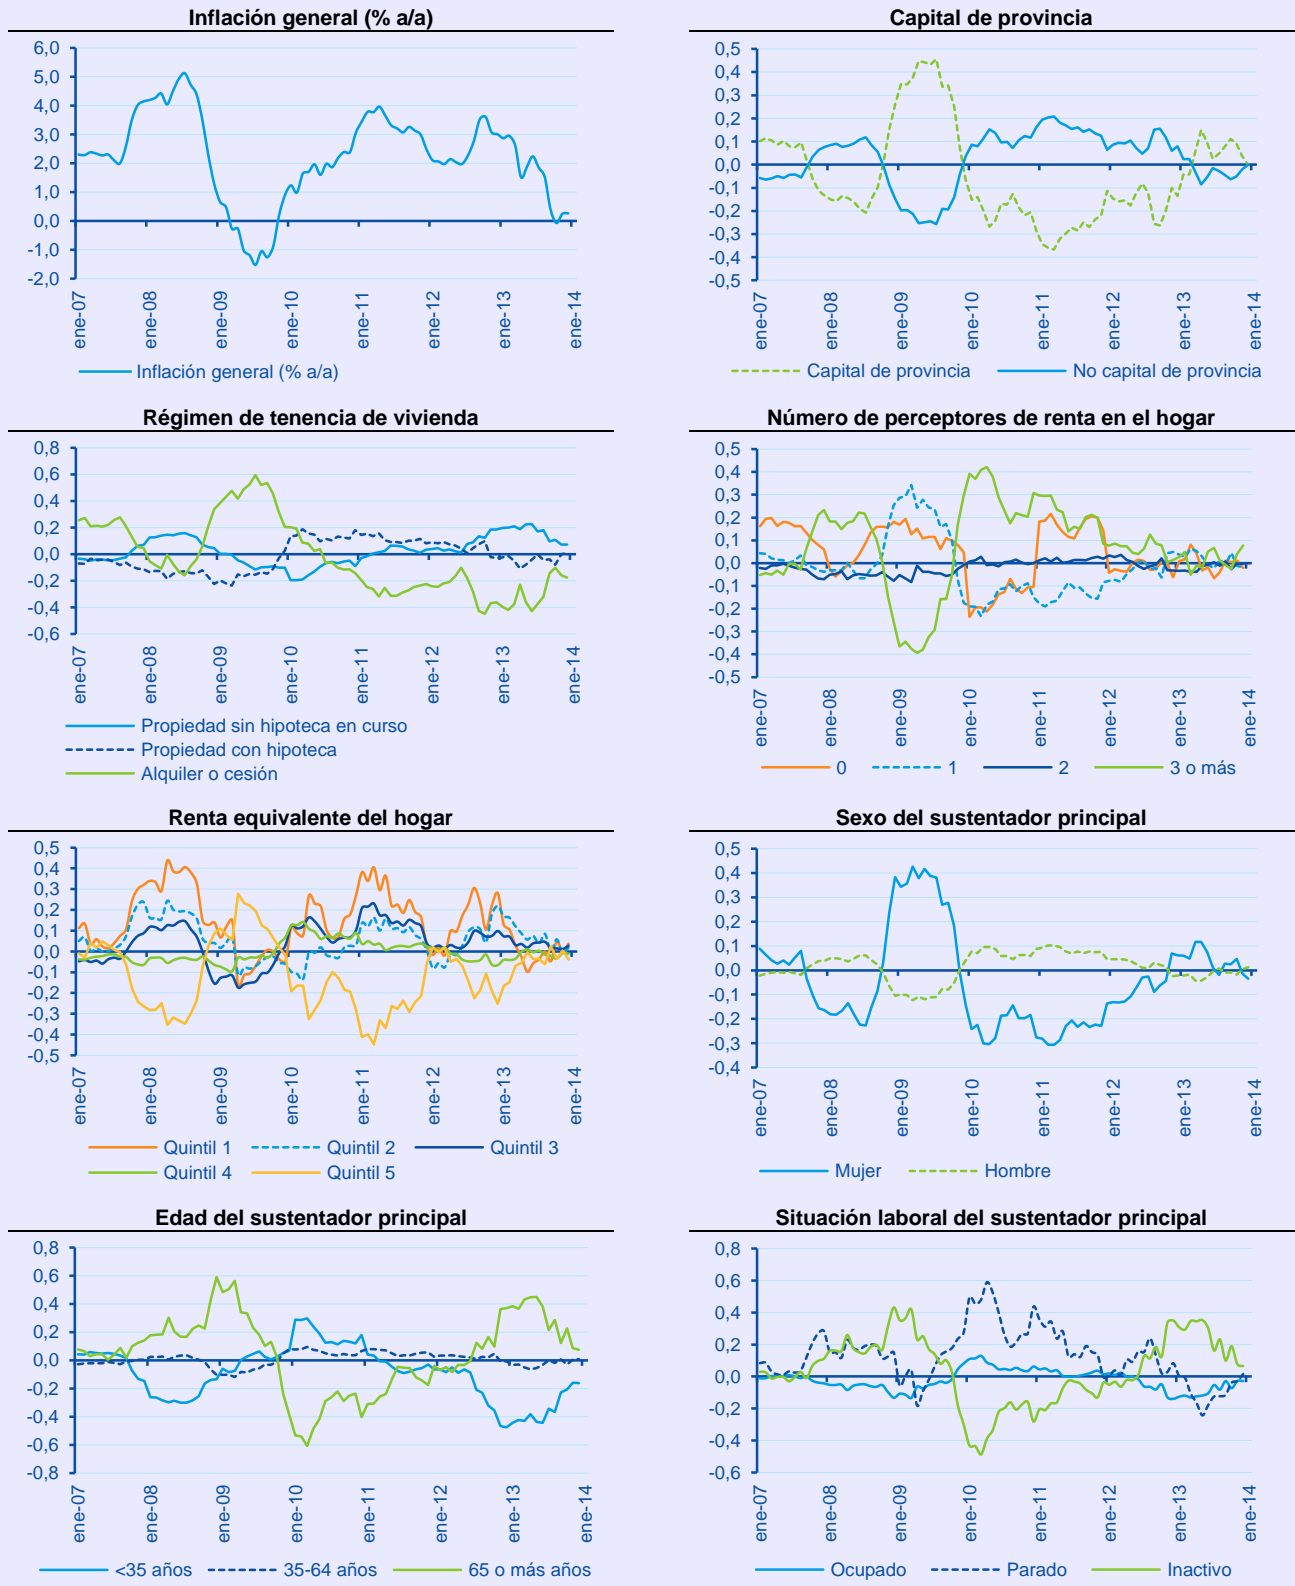 Inflación general (% a/a)
6,0
5,0
4,0
3,0
2,0
1,0
0,0
-1,0
-2,0
ene-07
ene-08
ene-09
ene-10
ene-11
ene-12
ene-13
ene-14
Inflación general (% a/a)
Capital de provincia
0,5
0,4
0,3
0,2
0,1
0,0
-0,1
-0,2
-0,3
-0,4
-0,5
ene-07
ene-08
ene-09
ene-10
ene-11
ene-12
ene-13
ene-14
Capital de provincia
No capital de provincia
Régimen de tenencia de vivienda
0,8
0,6
0,4
0,2
0,0
-0,2
-0,4
-0,6
ene-07
ene-08
ene-09
ene-10
ene-11
ene-12
ene-13
ene-14
Propiedad sin hipoteca en curso
Propiedad con hipoteca
Alquiler o cesión
Número de perceptores de renta en el hogar
0,5
0,4
0,3
0,2
0,1
0,0
-0,1
-0,2
-0,3
-0,4
-0,5
ene-07
ene-08
ene-09
ene-10
ene-11
ene-12
ene-13
ene-14
0
1
2
3 o más
Renta equivalente del hogar
0,5
0,4
0,3
0,2
0,1
0,0
-0,1
-0,2
-0,3
-0,4
-0,5
ene-07
ene-08
ene-09
ene-10
ene-11
ene-12
ene-13
ene-14
Quintil 1
Quintil 2
Quintil 3
Quintil 4
Quintil 5
Sexo del sustentador principal
0,5
0,4
0,3
0,2
0,1
0,0
-0,1
-0,2
-0,3
-0,4
ene-07
ene-08
ene-09
ene-10
ene-11
ene-12
ene-13
ene-14
Mujer
Hombre
Edad del sustentador principal
0,8
0,6
0,4
0,2
0,0
-0,2
-0,4
-0,6
-0,8
ene-07
ene-08
ene-09
ene-10
ene-11
ene-12
ene-13
ene-14
<35 años
35-64 años
65 o más años
Situación laboral del sustentador principal
0,8
0,6
0,4
0,2
0,0
-0,2
-0,4
-0,6
ene-07
ene-08
ene-09
ene-10
ene-11
ene-12
ene-13
ene-14
Ocupado
Parado
Inactivo